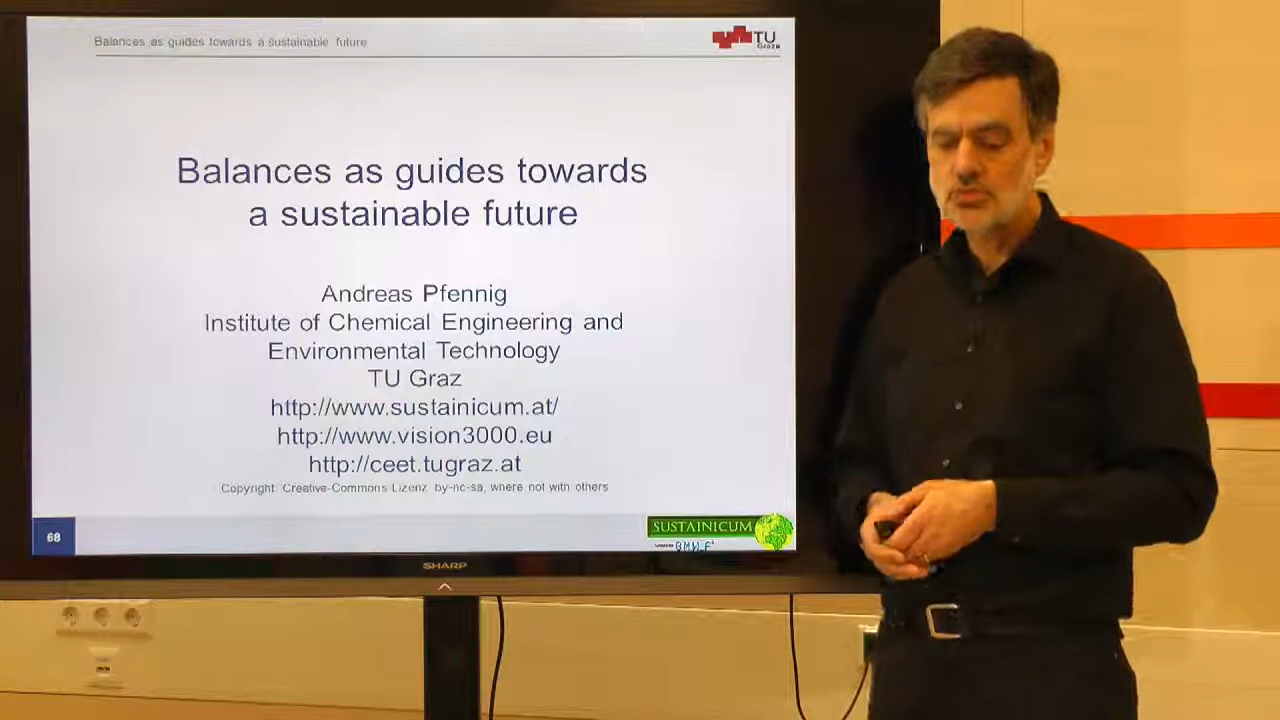 Balances as guides towards a sustainable future
TU
Graz
Balances as guides towards
a sustainable future
Andreas Pfennig
Institute of Chemical Engineering and
Environmental Technology
TU Graz
http://www.sustainicum.at/
http://www.vision3000.eu
http://ceet.tugraz.at
Copyright: Creative-Commons Lizenz by-nc-sa, where not with others
68
SUSTAINICUM
SHARP